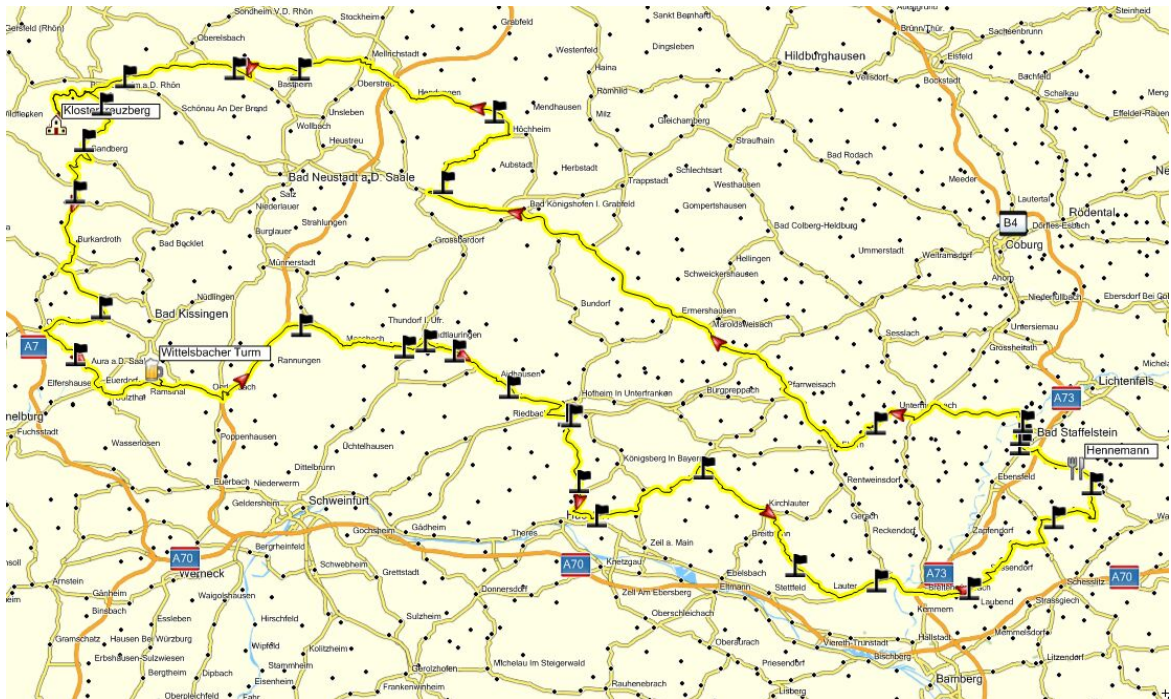 Gersfeld (Rhön)
Sondheim.V.D. Rhön
Stockheim
Grabfeld
Sankt Bernhard
Brünn/Thür.
Sachsenbrunn
Oberelsbach
Dingsleben
Hildburghausen
Eisfeld
Mellrichstadt
Westenfeld
Bachfeld
Haina
Veilsdorf
Bockstadt
Schalkau
Bastheim
Römhild
Effelder-Rauen
Schönau An Der Brend
Unsleben
Mendhausen
Kloster Kreuzberg
Wollbach
Milz
Gleichamberg
Höchheim
Heustreu
Straufhain
Aubstadt
Herbstadt
Bad Rodach
Bad Neustadt a.D. Saale
Schlechtsart
Trappstadt
Westhausen
Meeder
Salz
Lautertal
Niederlauer
Bad Königshofen I. Grabfeld
Gompertshausen
Rödental
Strahlungen
B4
Dörfles-Esbach
Burglauer
Bad Colberg-Heldburg
Burkardroth
Bad Bocklet
Großbardorf
Coburg
Ummerstadt
Weitramsdorf
Hellingen
Münnerstadt
Schweickershausen
Ahorn
Nüdlingen
Bundorf
Niederfüllbach
Ebersdorf Bei
Bad Kissingen
Thundorf I. Ufr.
Ermershausen
Maroldsweisach
Untersiemau
Seßlach
A7
Wittelsbacher Turm
Großheirath
Aura a.D. Saale
Rannungen
Aidhausen
Euerdorf
Pfarrweisach
Lichtenfels
Ramsthal
Hofheim In Unterfranken
Burgpreppach
A73
Sulzthal
Riedbach
Fuchsstadt
Poppenhausen
Bad Staffelstein
Wasserlosen
Üchtelhausen
Hennemann
Dittelbrunn
Königsberg In Bayern
Ebensfeld
Euerbach
Niederwerrn
Rentweinsdorf
Geldersheim
Schweinfurt
Kirchlauter
Gerach
Reckendorf
Zapfendorf
Gochsheim
Gädheim
Theres
Bergrheinfeld
Zeil a. Main
A70
Werneck
Schwebheim
Grettstadt
A70
Knetzgau
Ebelsbach
A73
Scheßlitz
A70
Arnstein
Gänheim
Waigolshausen
Donnersdorf
Zell Am Ebersberg
Eltmann
Stettfeld
Lauter
Laubend
Straßgiech
Binsbach
Essleben
Sulzheim
Oberschleichach
Kemmern
Gramschatz
Hausen Bei Würzburg
Hirschfeld
Oberaurach
Viereth-Trunstadt
Hallstadt
Memmelsdorf
Erbshausen-Sulzwiesen
Wipfeld
Kolitzheim
Michelau Im Steigerwald
Bischberg
Litzendorf
Bergtheim
Dipbach
Stammheim
Gerolzhofen
Priesendorf
Bamberg
Oberpleichfeld
Eisenheim
Frankenwinheim
Rauhenebrach
Lisberg